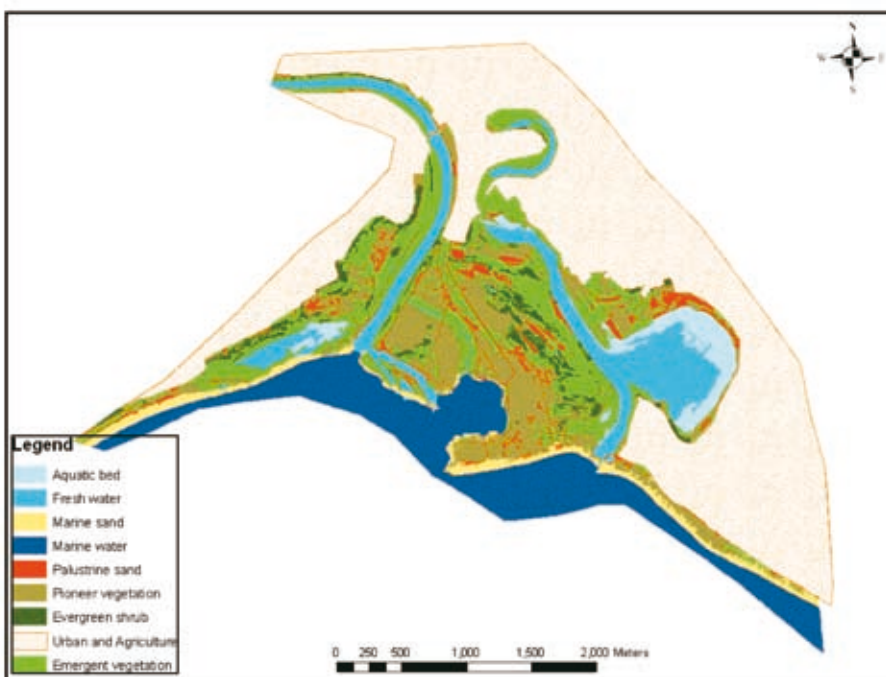 N
W E
S
Legend
Aquatic bed
Fresh water
Marine sand
Marine water
Palustrine sand
Pioneer vegetation
Evergreen shrub
Urban and Agriculture
Emergent vegetation
0 250 500 1,000 1,500 2,000 Meters